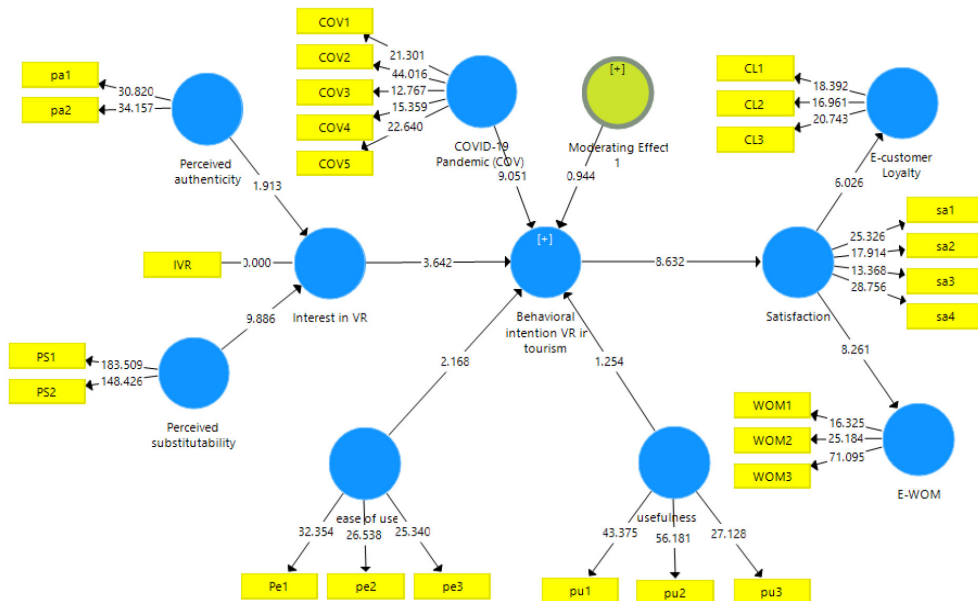 COV1
COV2
COV3
COV4
COV5
21.301
44.016
12.767
15.359
22.640
pa1
pa2
30.820
34.157
Perceived
authenticity
1.913
COVID-19
Pandemic (COV)
9.051
[+]
Moderating Effect
1
0.944
CL1
CL2
CL3
18.392
16.961
20.743
E-customer
Loyalty
6.026
IVR
0.000
Interest in VR
3.642
[+]
Behavioral
intention VR in
tourism
8.632
Satisfaction
25.326
17.914
13.368
28.756
sa1
sa2
sa3
sa4
9.886
PS1
PS2
183.509
148.426
Perceived
substitutability
2.168
1.254
8.261
WOM1
WOM2
WOM3
16.325
25.184
71.095
E-WOM
ease of use
32.354
26.538
25.340
Pe1
pe2
pe3
usefulness
43.375
56.181
27.128
pu1
pu2
pu3